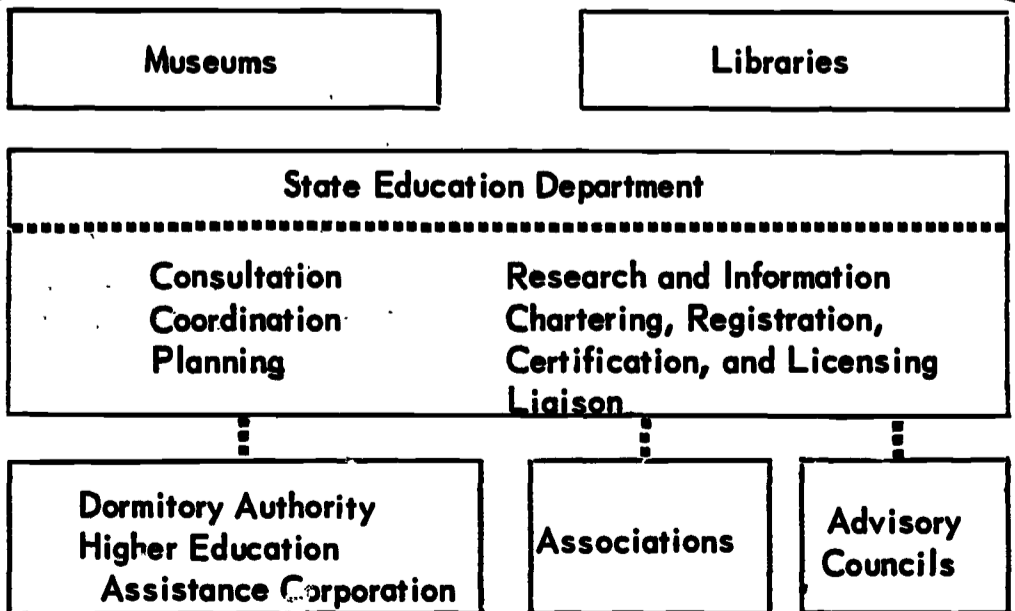 Museums
Libraries
State Education Department
Consultation
Coordination
Planning
Research and Information
Chartering, Registration,
Certification, and Licensing
Liaison
Dormitory Authority
Higher Education
Assistance Corporation
Associations
Advisory
Councils